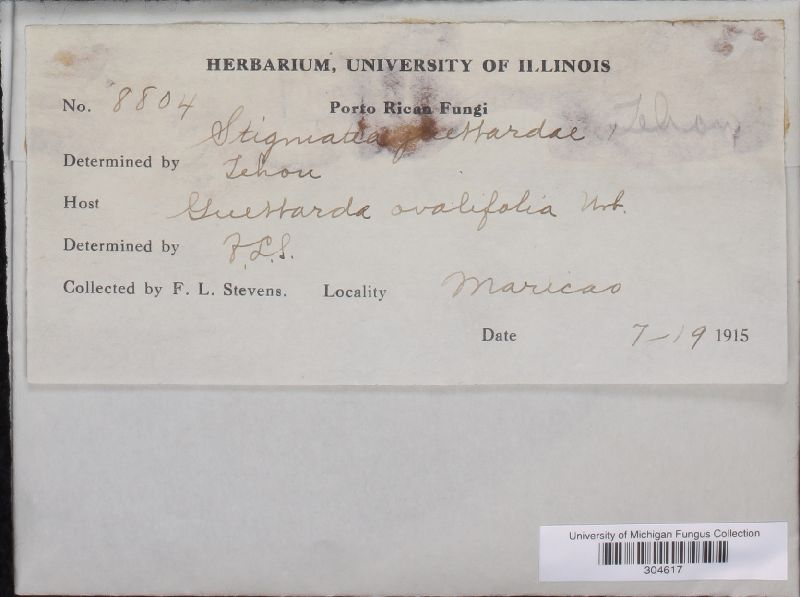 HERBARIUM, UNIVERSITY OF ILLINOIS
No. 8804
Porto Rican Fungi
Stigmatea guettardae, Tehon
Determined by Tehon
Host Guettarda ovalifolia Urb.
Determined by F.L.S.
Collected by F. L. Stevens. Locality Maricao
Date 7-19 1915
University of Michigan Fungus Collection
304617